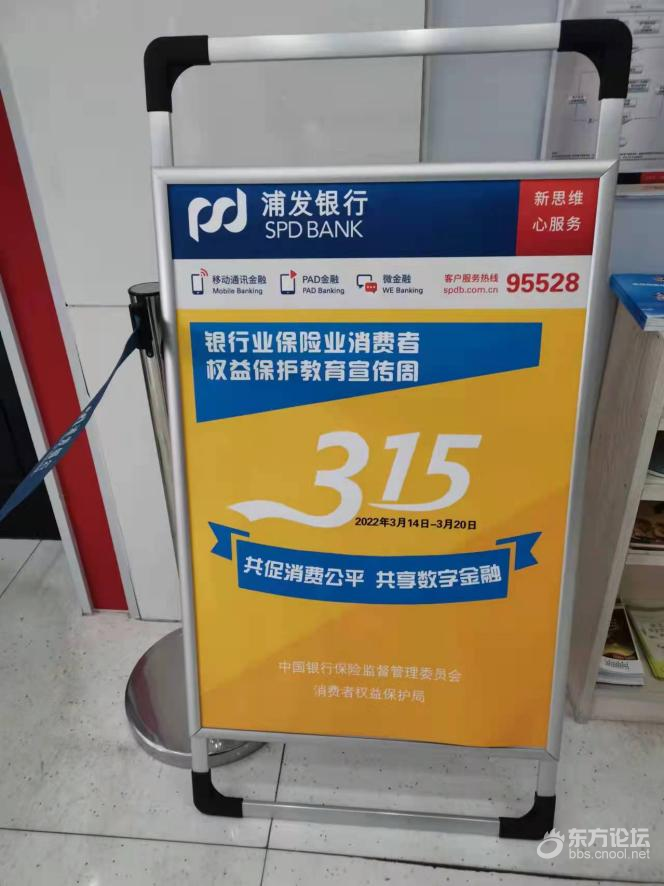 浦发银行
SPD BANK
新思维
心服务
移动通讯金融
Mobile Banking
PAD金融
PAD Banking
微金融
WE Banking
客户服务热线
spdb.com.cn
95528
银行业保险业消费者
权益保护教育宣传周
315
2022年3月14日-3月20日
共促消费公平 共享数字金融
中国银行保险监督管理委员会
消费者权益保护局
东方论坛
bbs.cnool.net